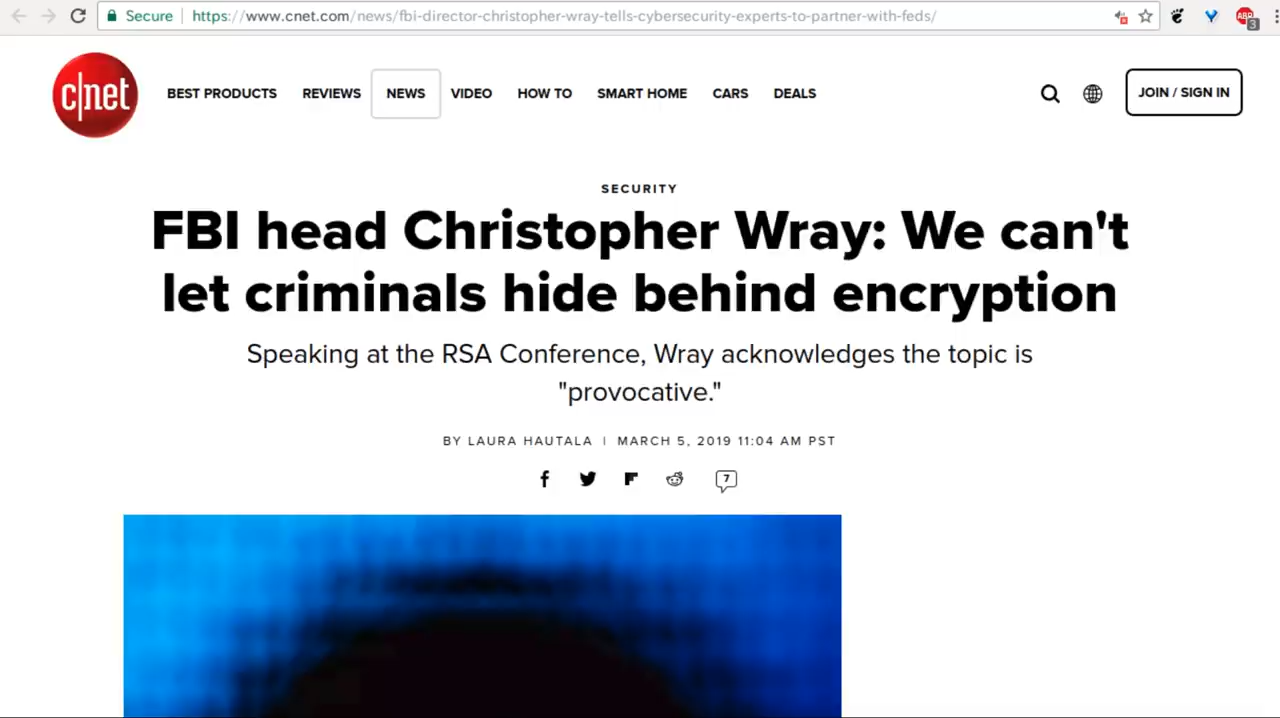 Secure https://www.cnet.com/news/fbi-director-christopher-wray-tells-cybersecurity-experts-to-partner-with-feds/ ABP 3
c|net BEST PRODUCTS REVIEWS NEWS VIDEO HOW TO SMART HOME CARS DEALS JOIN / SIGN IN
SECURITY
FBI head Christopher Wray: We can't
let criminals hide behind encryption
Speaking at the RSA Conference, Wray acknowledges the topic is
"provocative."
BY LAURA HAUTALA | MARCH 5, 2019 11:04 AM PST
7